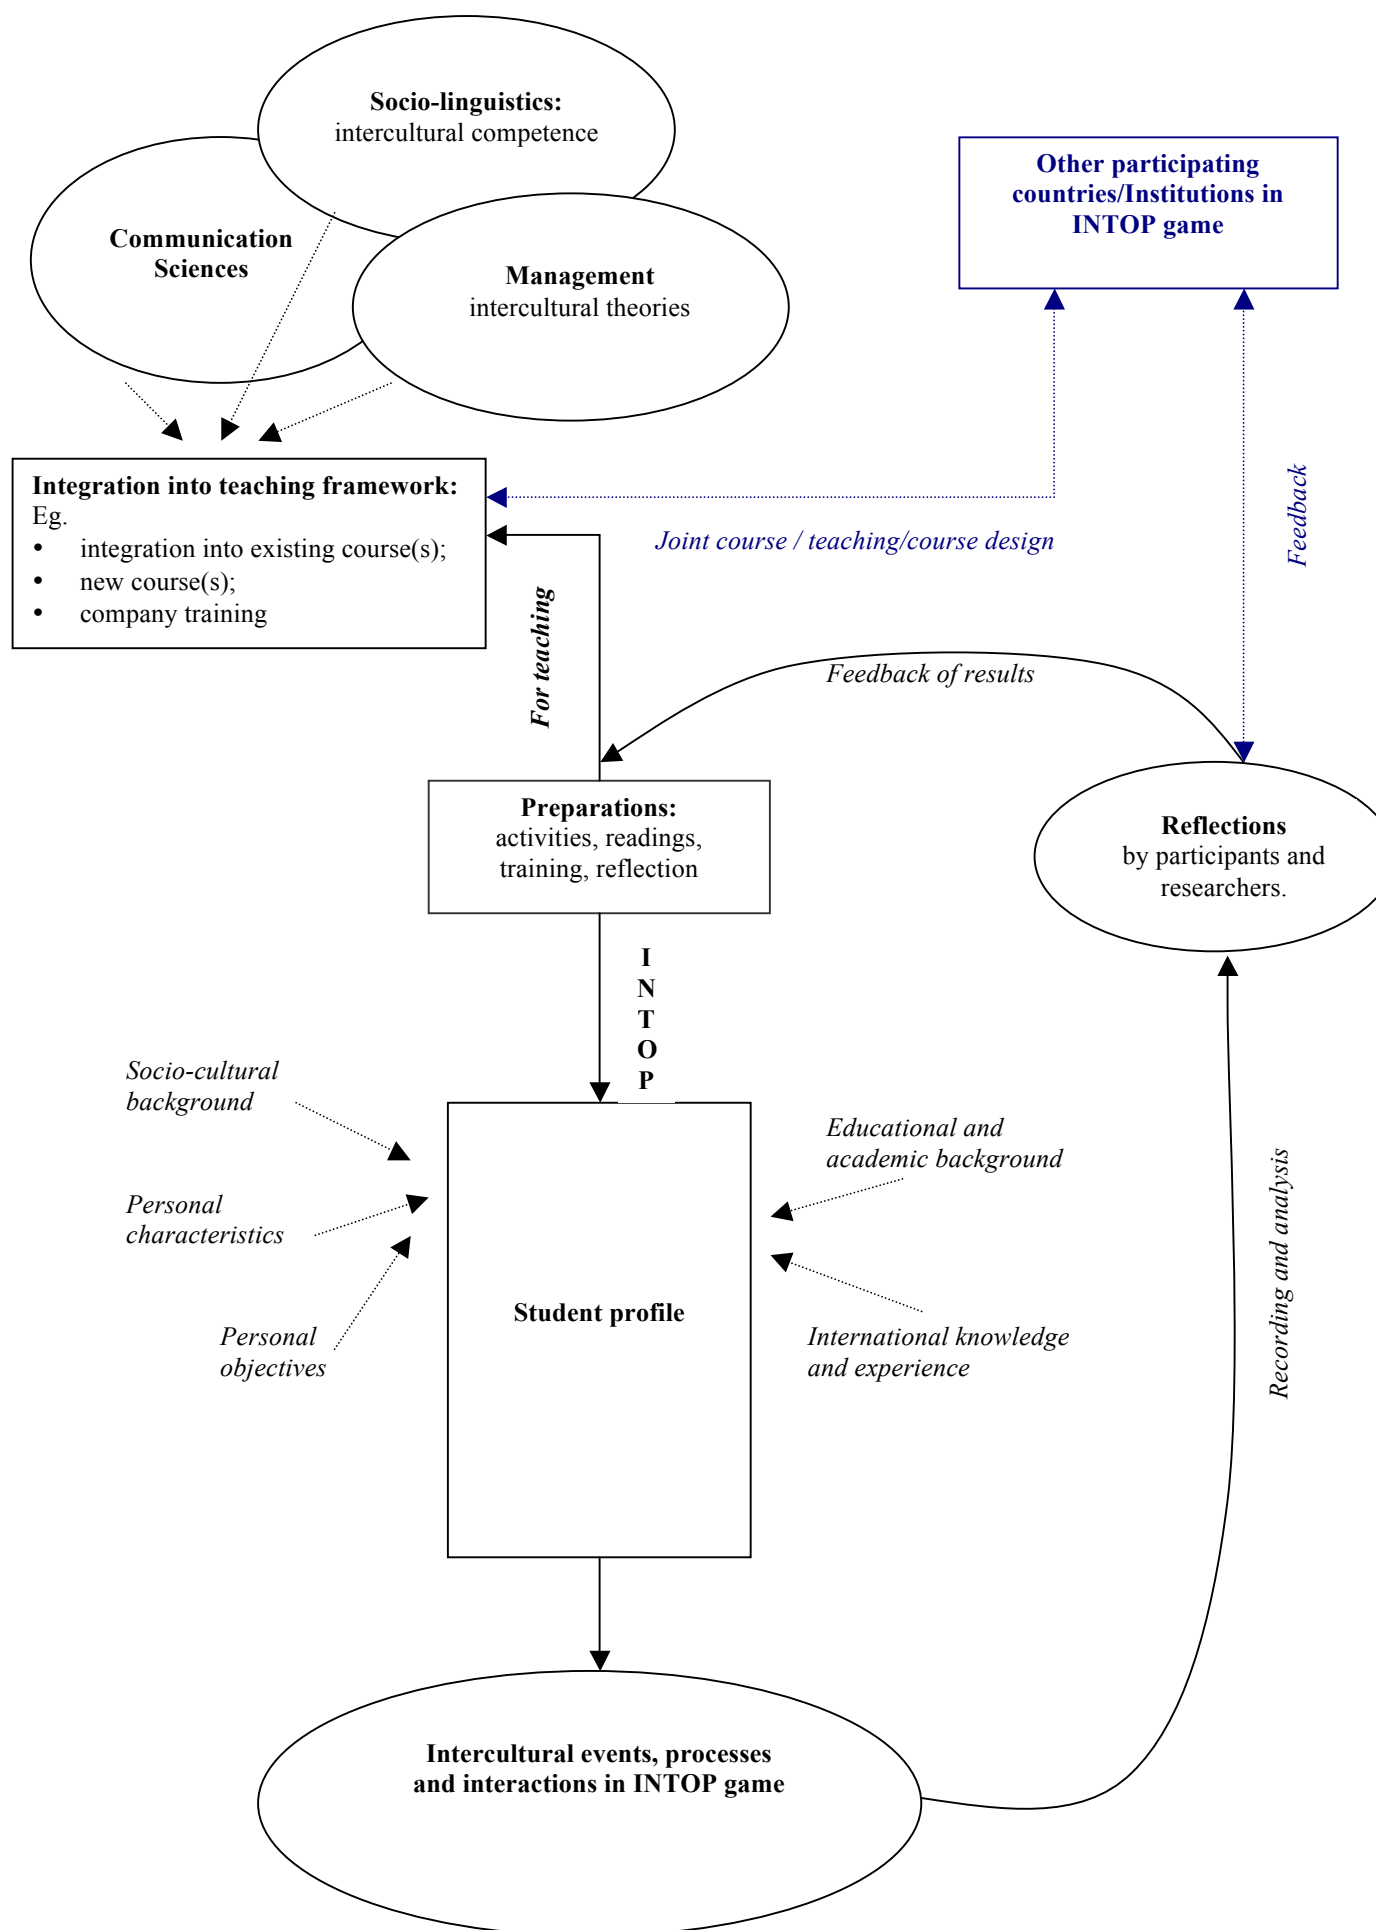 Socio-linguistics:
intercultural competence
Communication
Sciences
Management
intercultural theories
Other participating
countries/Institutions in
INTOP game
Integration into teaching framework:
Eg.
• integration into existing course(s);
• new course(s);
• company training
Joint course / teaching/course design
Feedback
For teaching
Feedback of results
Preparations:
activities, readings,
training, reflection
Reflections
by participants and
researchers.
I
N
T
O
P
Socio-cultural
background
Personal
characteristics
Personal
objectives
Student profile
Educational and
academic background
International knowledge
and experience
Recording and analysis
Intercultural events, processes
and interactions in INTOP game